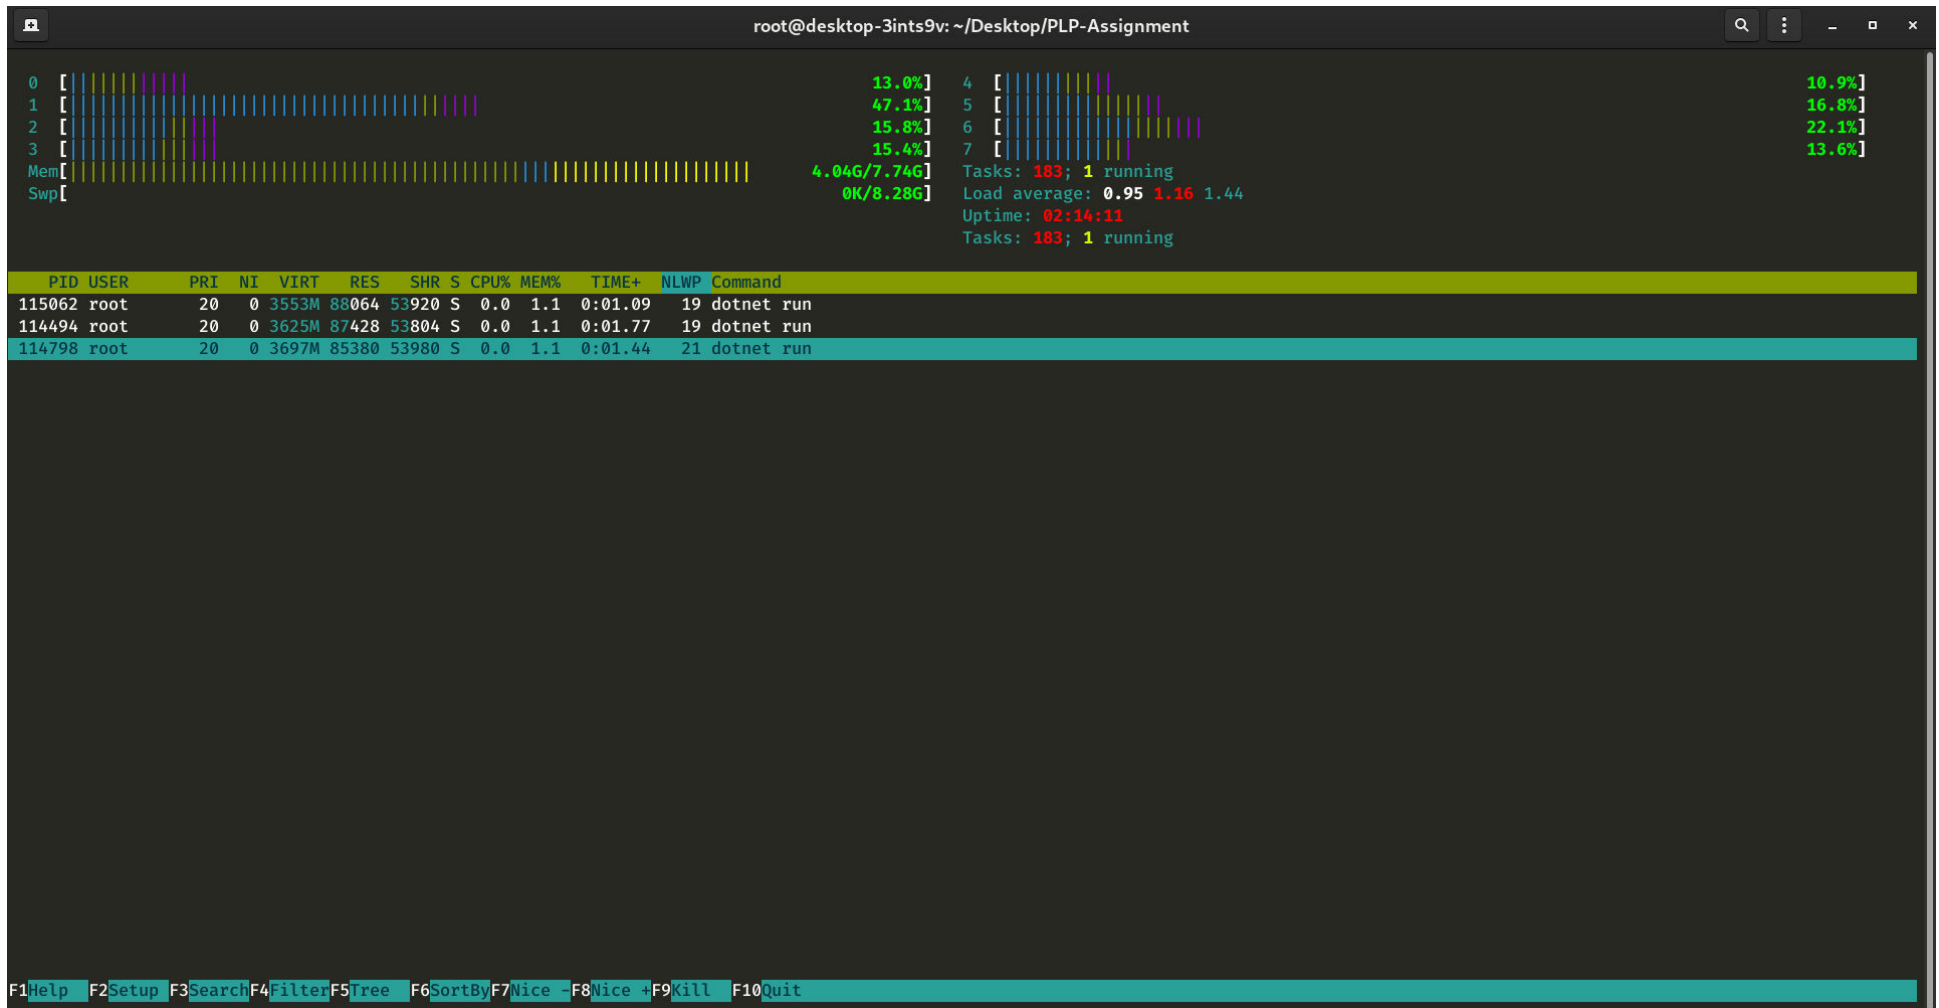 root@desktop-3ints9v: ~/Desktop/PLP-Assignment
0 [||||||||||||13.0%] 4 [|||||||||||10.9%]
1 [|||||||||||||||||||||||||||||||||||||||||47.1%] 5 [||||||||||||||||16.8%]
2 [|||||||||||||||15.8%] 6 [||||||||||||||||||||22.1%]
3 [|||||||||||||||15.4%] 7 [|||||||||||||13.6%]
Mem[||||||||||||||||||||||||||||||||||||||||||||||||||||||||||||||||||||4.04G/7.74G] Tasks: 183; 1 running
Swp[0K/8.28G] Load average: 0.95 1.16 1.44
Uptime: 02:14:11
Tasks: 183; 1 running
PID USER PRI NI VIRT RES SHR S CPU% MEM% TIME+ NLWP Command
115062 root 20 0 3553M 88064 53920 S 0.0 1.1 0:01.09 19 dotnet run
114494 root 20 0 3625M 87428 53804 S 0.0 1.1 0:01.77 19 dotnet run
114798 root 20 0 3697M 85380 53980 S 0.0 1.1 0:01.44 21 dotnet run
F1Help F2Setup F3SearchF4FilterF5Tree F6SortByF7Nice -F8Nice +F9Kill F10Quit